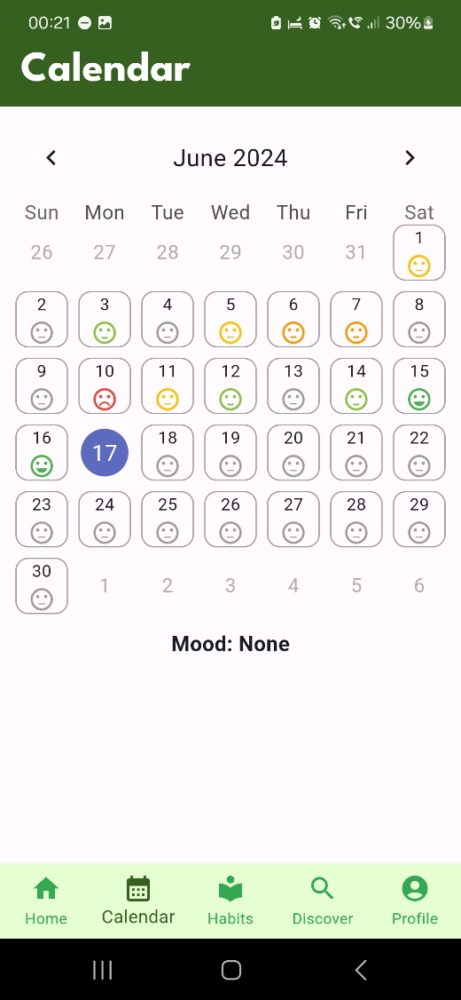 00:21 30%
Calendar
June 2024
Sun Mon Tue Wed Thu Fri Sat
26 27 28 29 30 31 1
2 3 4 5 6 7 8
9 10 11 12 13 14 15
16 17 18 19 20 21 22
23 24 25 26 27 28 29
30 1 2 3 4 5 6
Mood: None
Home Calendar Habits Discover Profile